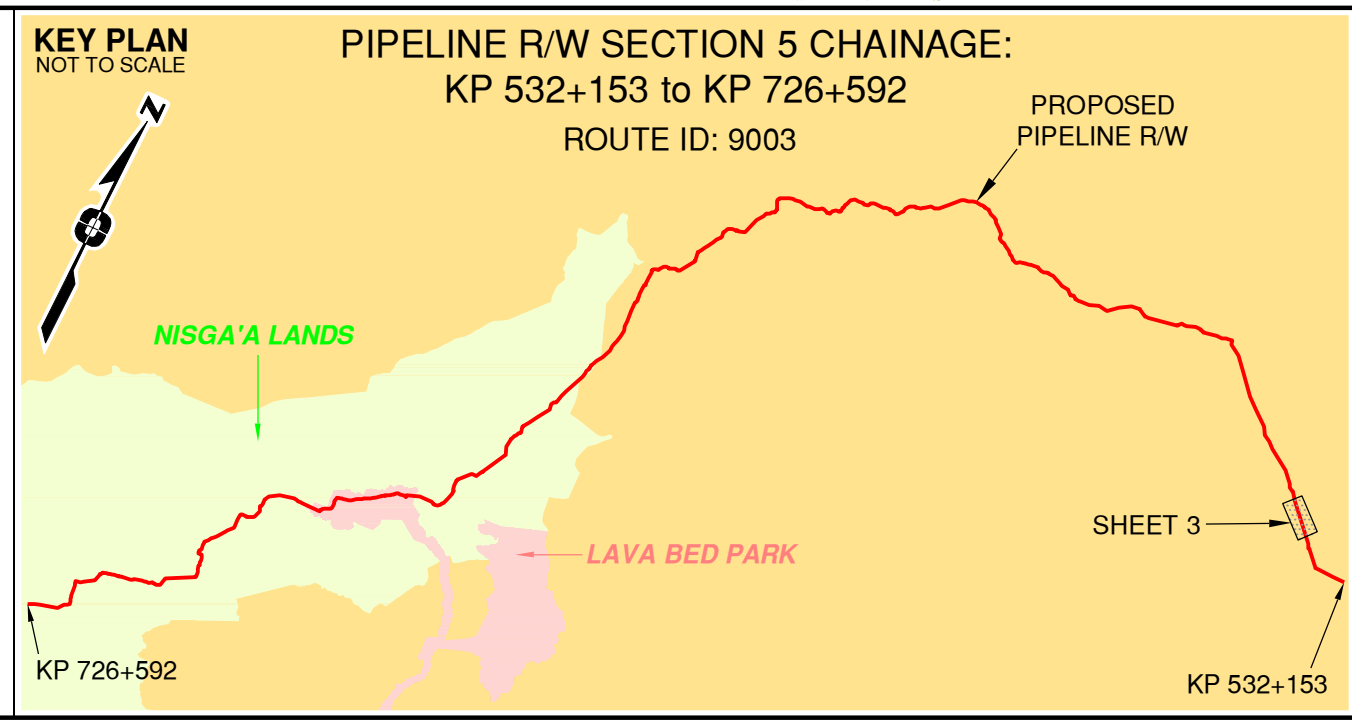 KEY PLAN
NOT TO SCALE
PIPELINE R/W SECTION 5 CHAINAGE:
KP 532+153 to KP 726+592
ROUTE ID: 9003
PROPOSED
PIPELINE R/W
N
NISGA'A LANDS
SHEET 3
LAVA BED PARK
KP 726+592
KP 532+153